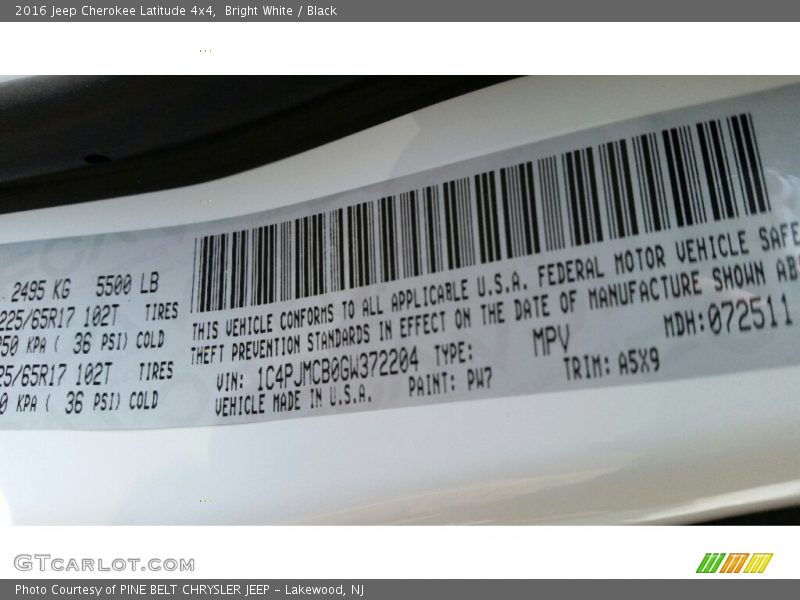 2016 Jeep Cherokee Latitude 4x4,  Bright White / Black
2495 KG 5500 LB
225/65R17 102T TIRES
250 KPA ( 36 PSI) COLD
25/65R17 102T TIRES
0 KPA ( 36 PSI) COLD
THIS VEHICLE CONFORMS TO ALL APPLICABLE U.S.A. FEDERAL MOTOR VEHICLE SAFE
THEFT PREVENTION STANDARDS IN EFFECT ON THE DATE OF MANUFACTURE SHOWN AB
VIN: 1C4PJMCB0GW372204 TYPE: MPV MDH:072511
VEHICLE MADE IN U.S.A. PAINT: PW7 TRIM: A5X9
GTCARLOT.COM
Photo Courtesy of PINE BELT CHRYSLER JEEP - Lakewood, NJ